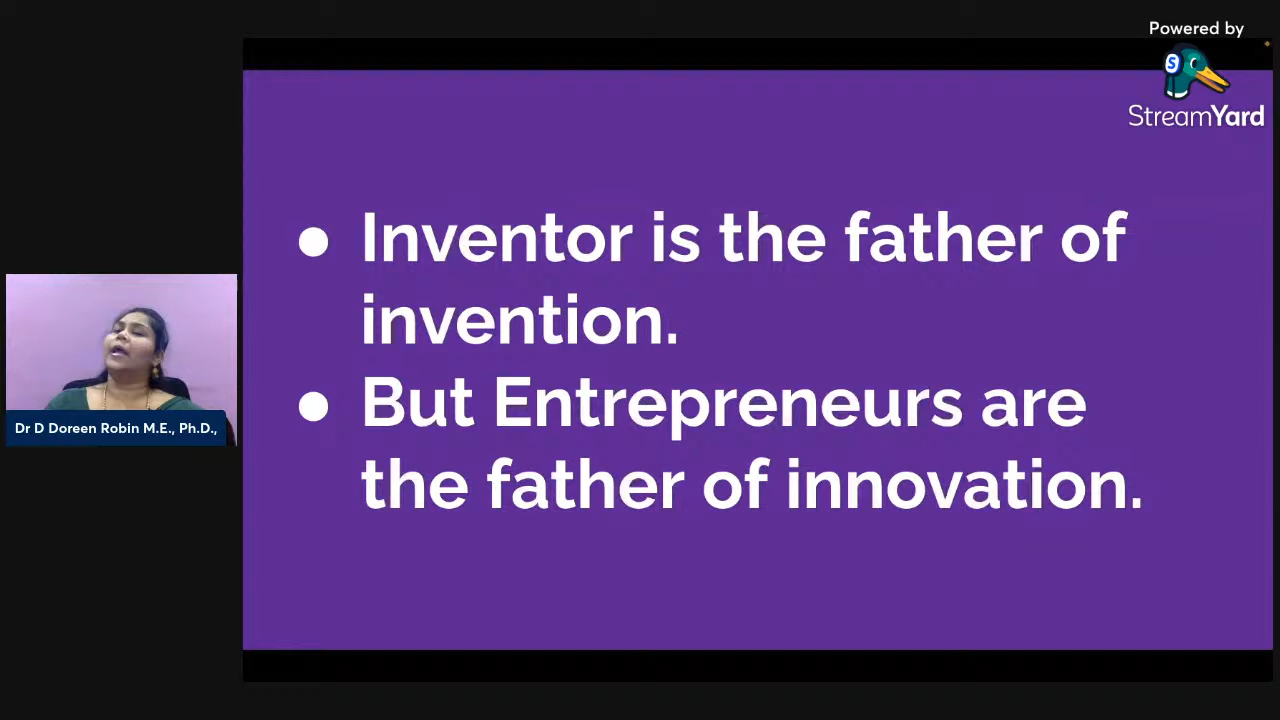 Powered by
StreamYard
● Inventor is the father of
invention.
● But Entrepreneurs are
the father of innovation.
Dr D Doreen Robin M.E., Ph.D.,